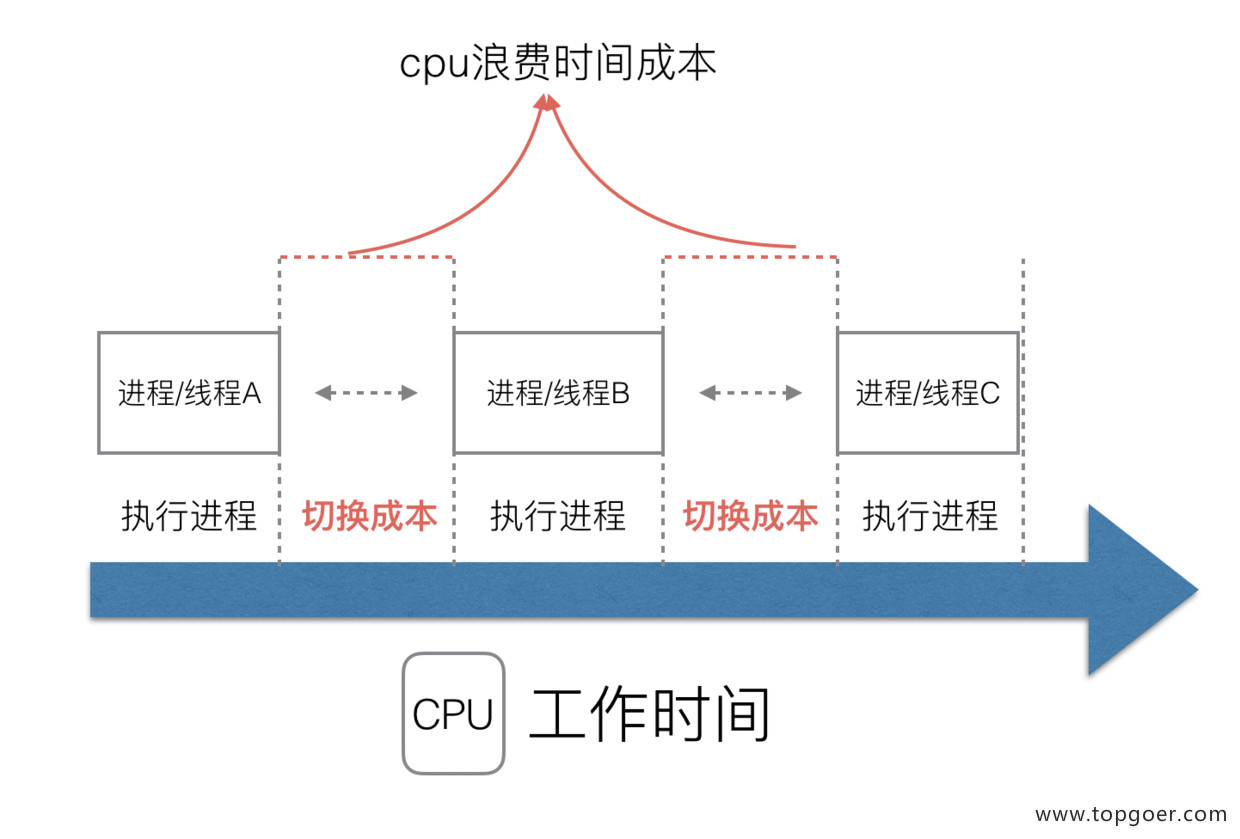 cpu浪费时间成本
进程/线程A
进程/线程B
进程/线程C
执行进程
切换成本
执行进程
切换成本
执行进程
CPU
工作时间
www.topgoer.com